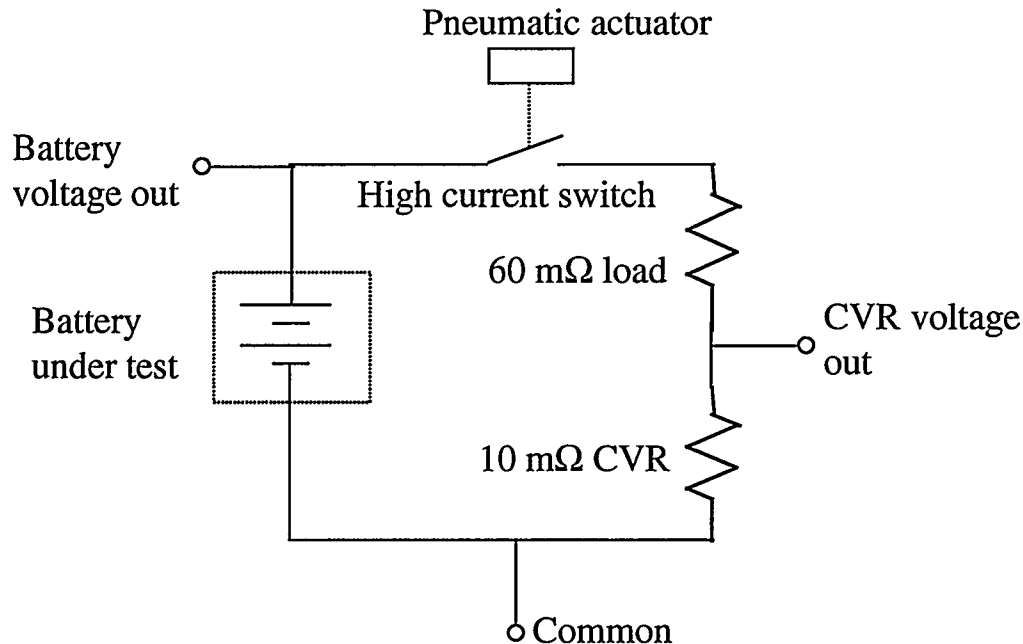 Pneumatic actuator
Battery
voltage out
High current switch
60 mΩ load
CVR voltage
out
Battery
under test
10 mΩ CVR
Common